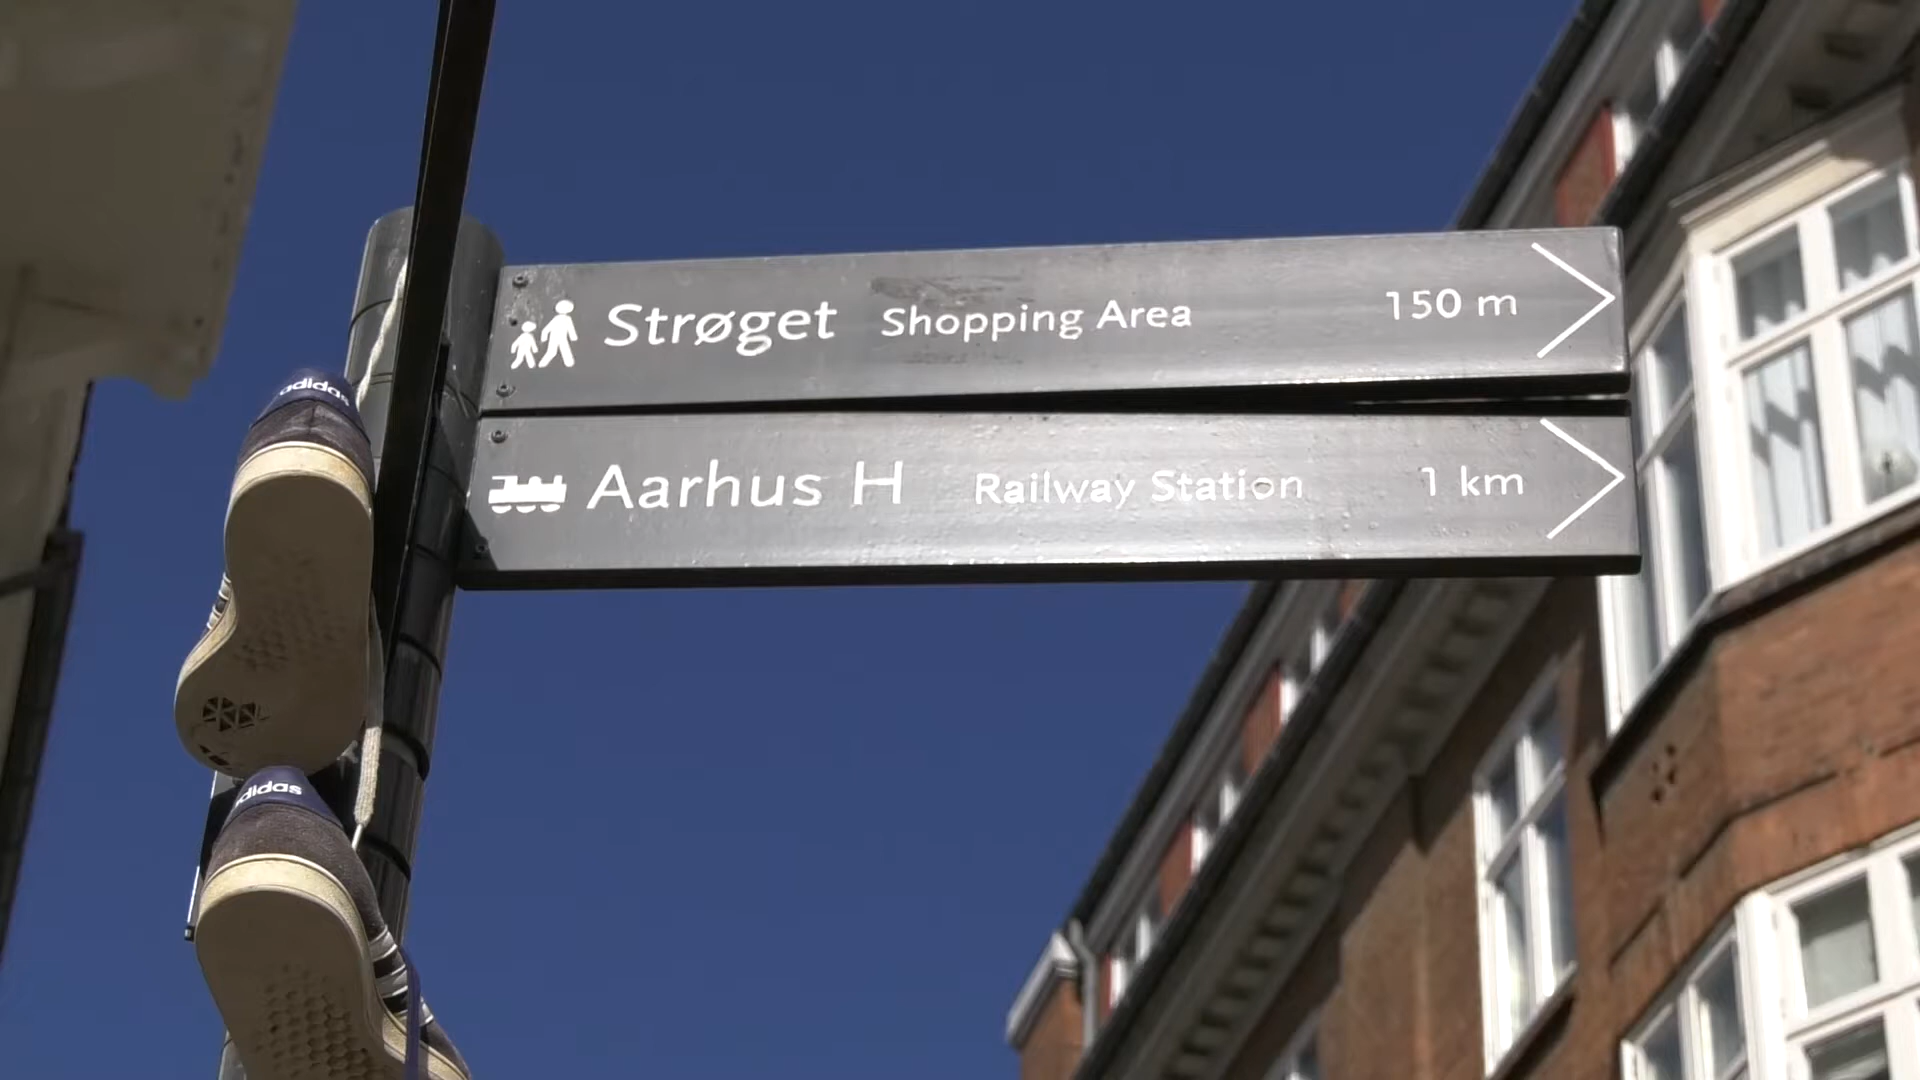 Strøget Shopping Area 150 m
Aarhus H Railway Station 1 km
adidas
adidas